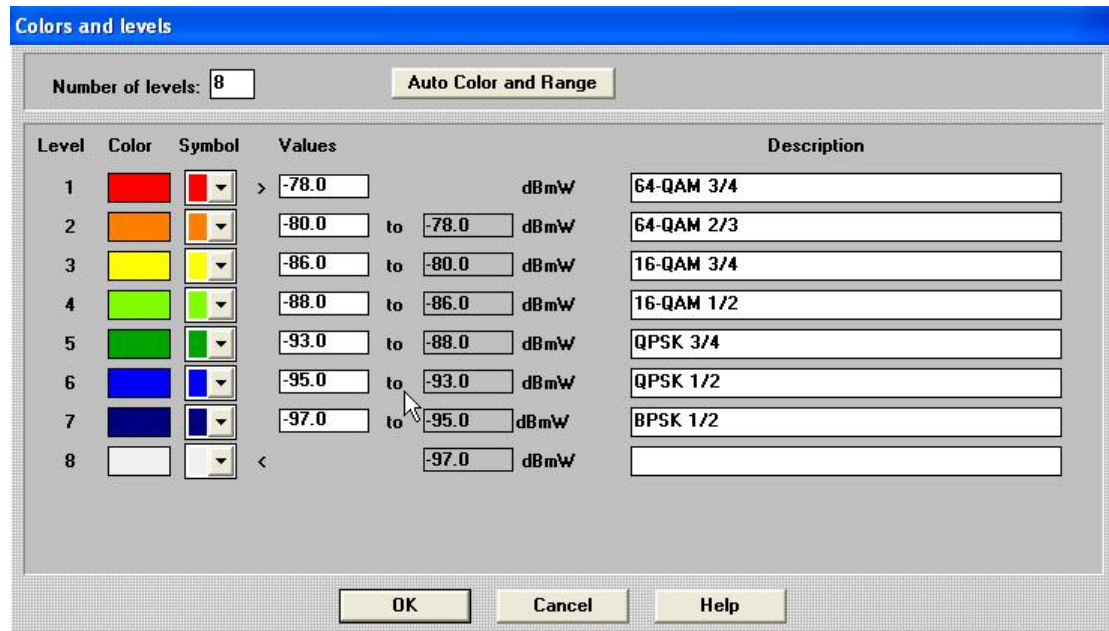 Colors and levels
Number of levels: 8 Auto Color and Range
Level Color Symbol Values Description
1 > -78.0 dBmW 64-QAM 3/4
2 -80.0 to -78.0 dBmW 64-QAM 2/3
3 -86.0 to -80.0 dBmW 16-QAM 3/4
4 -88.0 to -86.0 dBmW 16-QAM 1/2
5 -93.0 to -88.0 dBmW QPSK 3/4
6 -95.0 to -93.0 dBmW QPSK 1/2
7 -97.0 to -95.0 dBmW BPSK 1/2
8 < -97.0 dBmW
OK Cancel Help